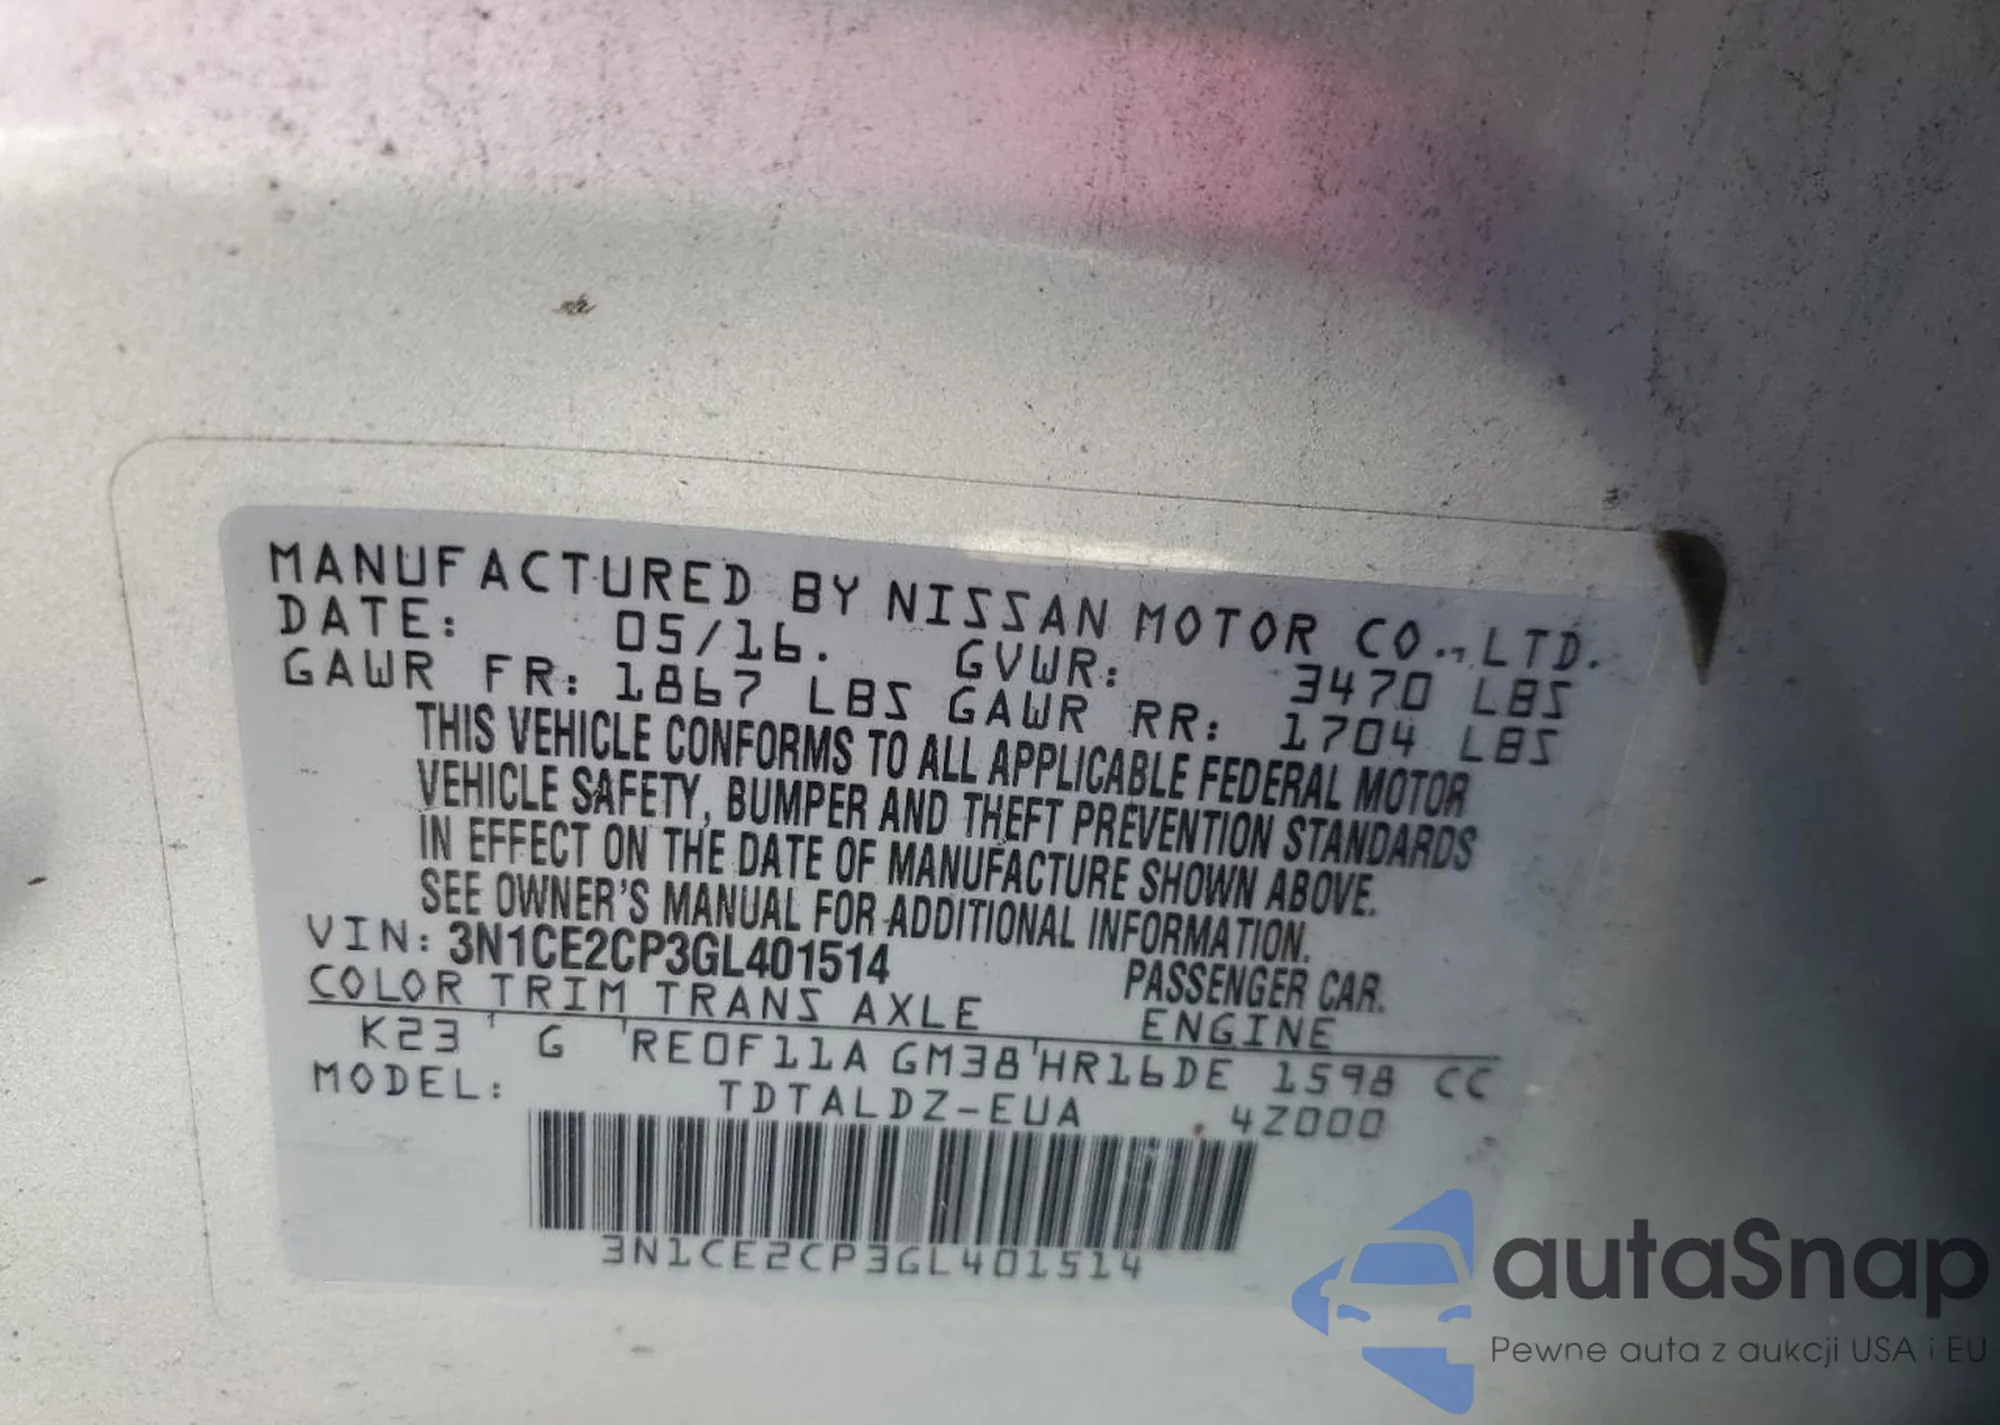 MANUFACTURED BY NISSAN MOTOR CO., LTD.
DATE: 05/16. GVWR: 3470 LBS
GAWR FR: 1867 LBS GAWR RR: 1704 LBS
THIS VEHICLE CONFORMS TO ALL APPLICABLE FEDERAL MOTOR
VEHICLE SAFETY, BUMPER AND THEFT PREVENTION STANDARDS
IN EFFECT ON THE DATE OF MANUFACTURE SHOWN ABOVE.
SEE OWNER'S MANUAL FOR ADDITIONAL INFORMATION.
VIN: 3N1CE2CP3GL401514 PASSENGER CAR.
COLOR TRIM TRANS AXLE ENGINE
K23 G RE0F11A GM38 HR16DE 1598 CC
MODEL: TDTALDZ-EUA 4Z000
3N1CE2CP3GL401514
autaSnap
Pewne auta z aukcji USA i EU